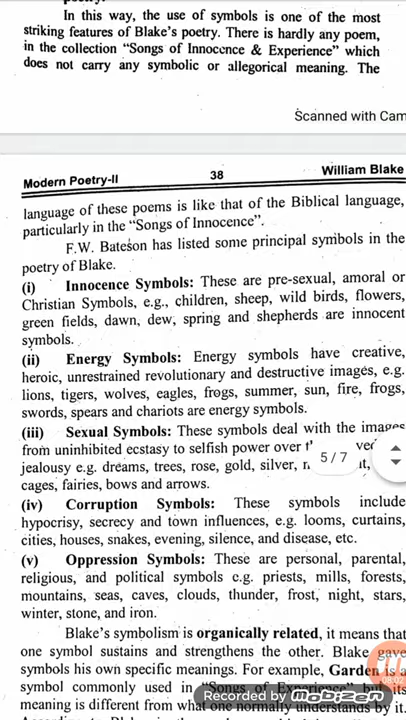 In this way, the use of symbols is one of the most
striking features of Blake's poetry. There is hardly any poem,
in the collection "Songs of Innocence & Experience" which
does not carry any symbolic or allegorical meaning. The
Scanned with Cam
Modern Poetry-II 38 William Blake
language of these poems is like that of the Biblical language,
particularly in the "Songs of Innocence".
F.W. Bateson has listed some principal symbols in the
poetry of Blake.
(i) Innocence Symbols: These are pre-sexual, amoral or
Christian Symbols, e.g., children, sheep, wild birds, flowers,
green fields, dawn, dew, spring and shepherds are innocent
symbols.
(ii) Energy Symbols: Energy symbols have creative,
heroic, unrestrained revolutionary and destructive images, e.g.
lions, tigers, wolves, eagles, frogs, summer, sun, fire, frogs,
swords, spears and chariots are energy symbols.
(iii) Sexual Symbols: These symbols deal with the images
from uninhibited ecstasy to selfish power over
jealousy e.g. dreams, trees, rose, gold, silver,
5/7
cages, fairies, bows and arrows.
(iv) Corruption Symbols: These symbols include
hypocrisy, secrecy and town influences, e.g. looms, curtains,
cities, houses, snakes, evening, silence, and disease, etc.
(v) Oppression Symbols: These are personal, parental,
religious, and political symbols e.g. priests, mills, forests,
mountains, seas, caves, clouds, thunder, frost, night, stars,
winter, stone, and iron.
Blake's symbolism is organically related, it means that
one symbol sustains and strengthens the other. Blake gave
symbols his own specific meanings. For example, Garden is a
08:02
symbol commonly used in "Songs of Experience" but its
Recorded by mobizen
meaning is different from what one normally understands by it.